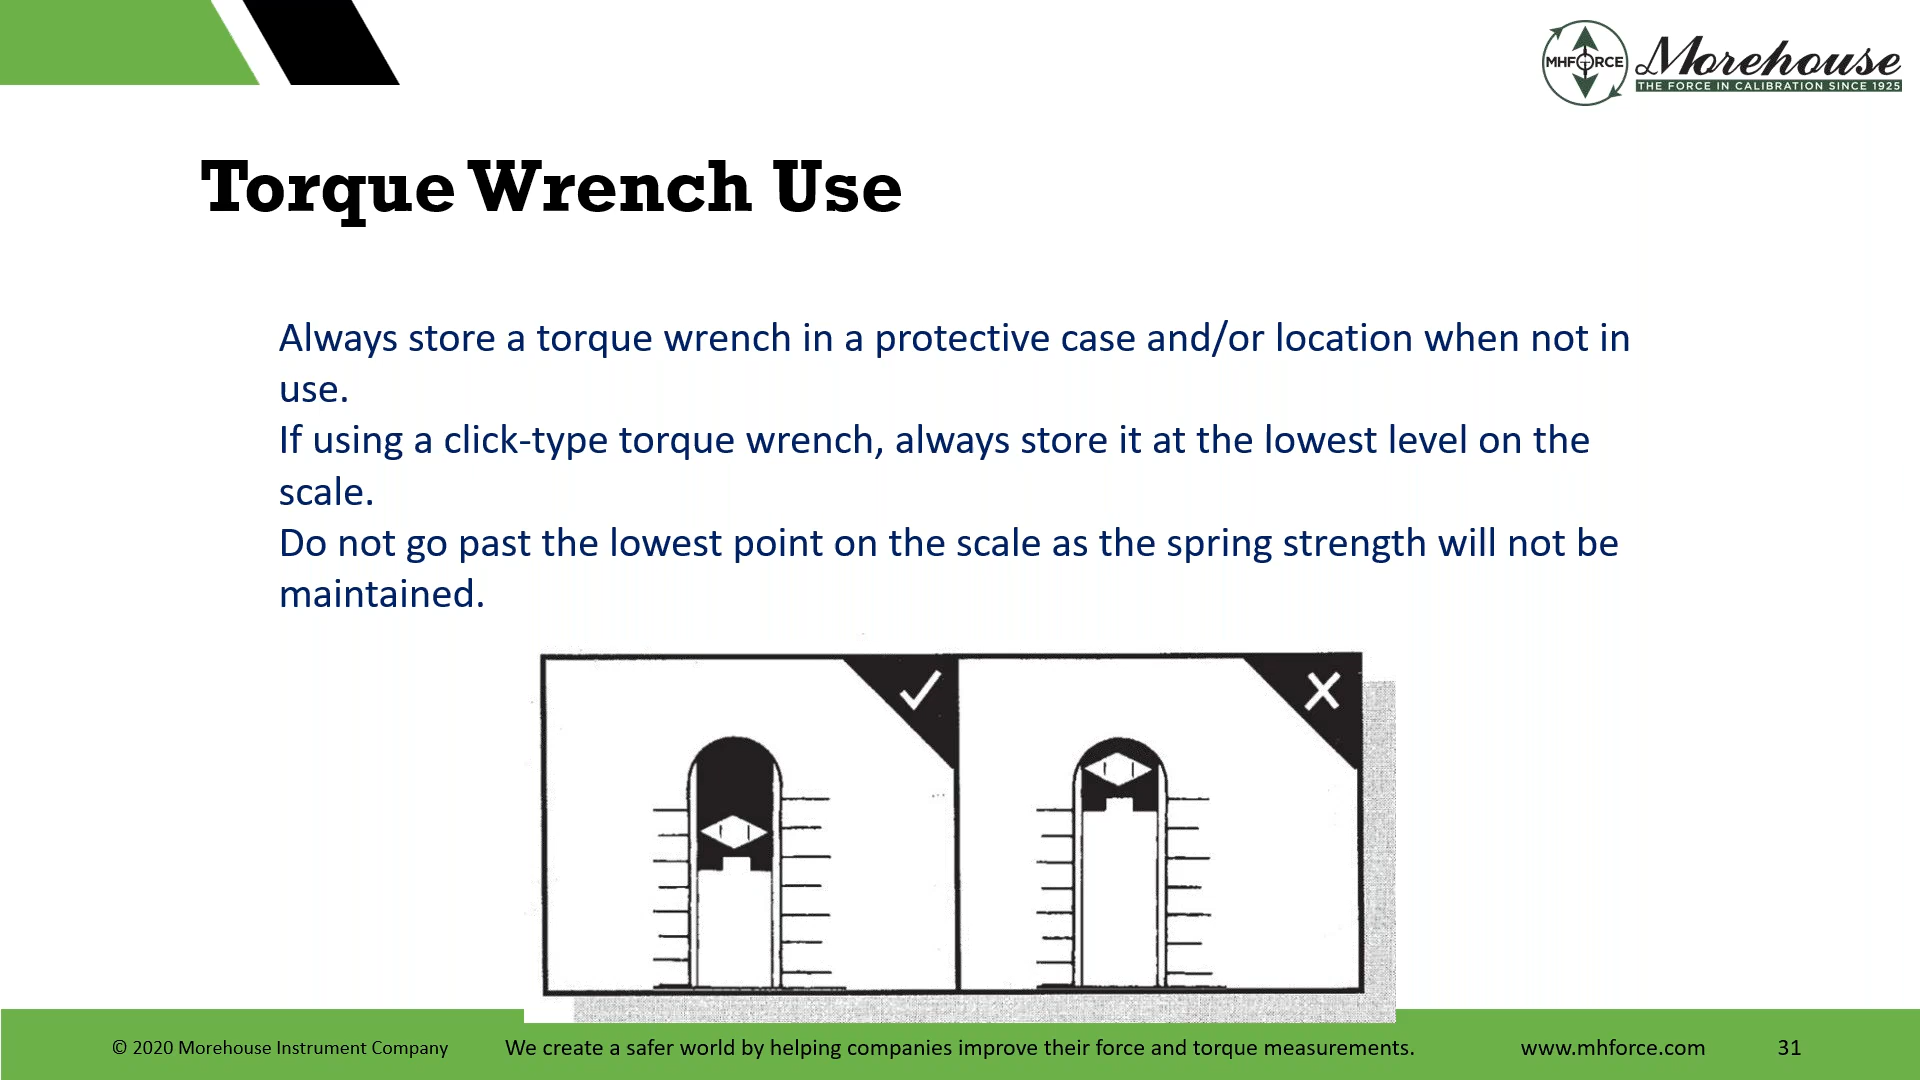 MHFORCE
Morehouse
THE FORCE IN CALIBRATION SINCE 1925
Torque Wrench Use
Always store a torque wrench in a protective case and/or location when not in
use.
If using a click-type torque wrench, always store it at the lowest level on the
scale.
Do not go past the lowest point on the scale as the spring strength will not be
maintained.
© 2020 Morehouse Instrument Company We create a safer world by helping companies improve their force and torque measurements. www.mhforce.com 31